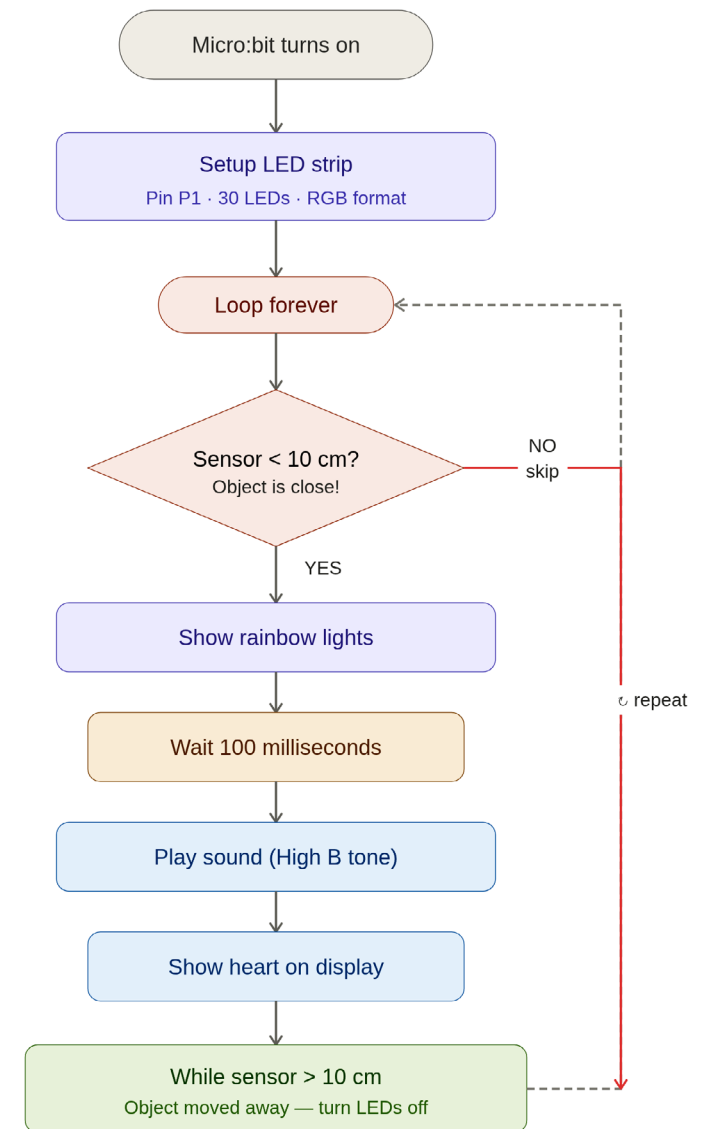 Micro:bit turns on
Setup LED strip
Pin P1 · 30 LEDs · RGB format
Loop forever
Sensor < 10 cm?
Object is close!
NO
skip
YES
Show rainbow lights
↻ repeat
Wait 100 milliseconds
Play sound (High B tone)
Show heart on display
While sensor > 10 cm
Object moved away — turn LEDs off